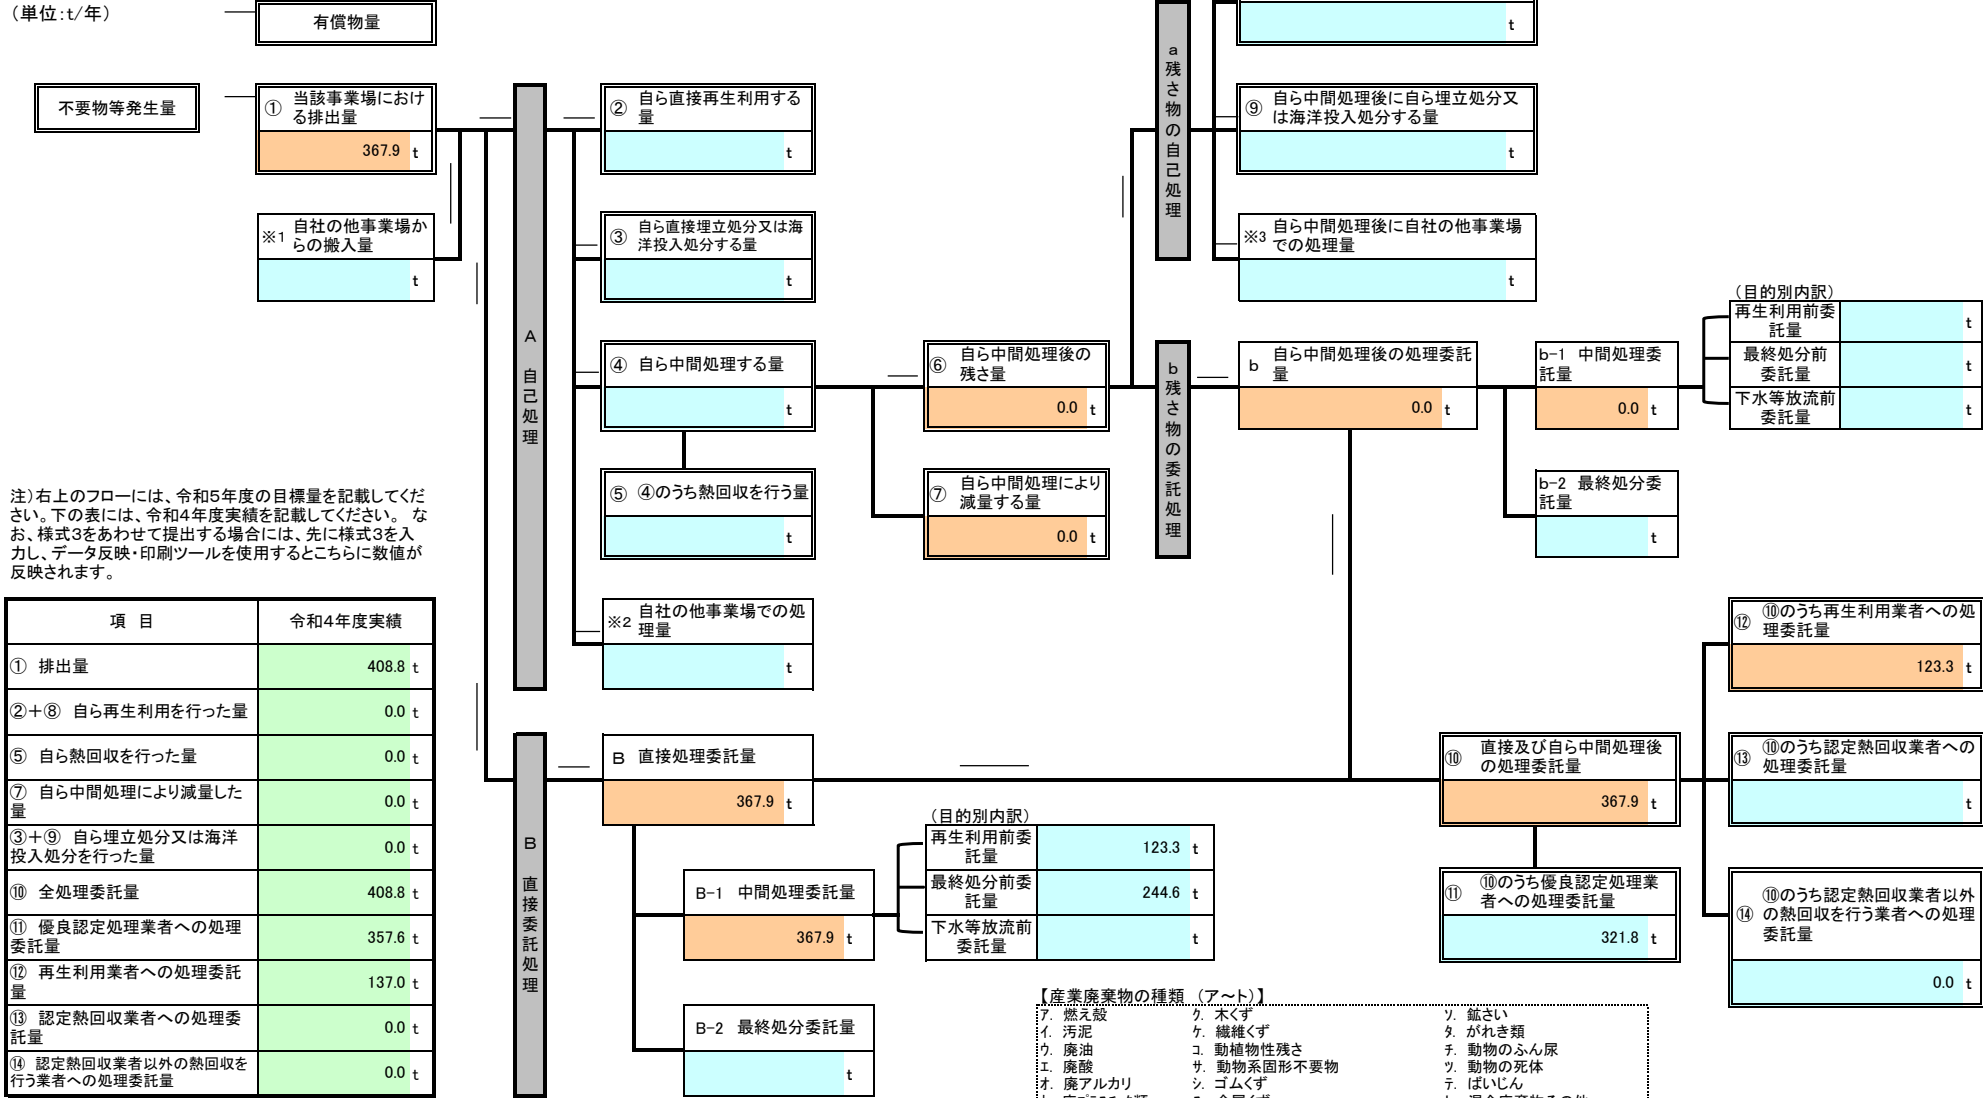 （単位:t/年）
有償物量
t
不要物等発生量
① 当該事業場におけ
る排出量
367.9 t
※1 自社の他事業場か
らの搬入量
t
A 自己処理
② 自ら直接再生利用する
量
t
③ 自ら直接埋立処分又は海
洋投入処分する量
t
④ 自ら中間処理する量
t
⑤ ④のうち熱回収を行う量
t
※2 自社の他事業場での処
理量
t
⑥ 自ら中間処理後の
残さ量
0.0 t
⑦ 自ら中間処理により
減量する量
0.0 t
a 残さ物の自己処理
⑨ 自ら中間処理後に自ら埋立処分又
は海洋投入処分する量
t
※3 自ら中間処理後に自社の他事業場
での処理量
t
b 残さ物の委託処理
b 自ら中間処理後の処理委託
量
0.0 t
b-1 中間処理委
託量
0.0 t
（目的別内訳）
再生利用前委
託量
t
最終処分前
委託量
t
下水等放流前
委託量
t
b-2 最終処分委
託量
t
注）右上のフローには、令和5年度の目標量を記載してくだ
さい。下の表には、令和4年度実績を記載してください。 な
お、様式3をあわせて提出する場合には、先に様式3を入
力し、データ反映・印刷ツールを使用するとこちらに数値が
反映されます。
項 目 令和4年度実績
① 排出量 408.8 t
②＋⑧ 自ら再生利用を行った量 0.0 t
⑤ 自ら熱回収を行った量 0.0 t
⑦ 自ら中間処理により減量した
量 0.0 t
③＋⑨ 自ら埋立処分又は海洋
投入処分を行った量 0.0 t
⑩ 全処理委託量 408.8 t
⑪ 優良認定処理業者への処理
委託量 357.6 t
⑫ 再生利用業者への処理委託
量 137.0 t
⑬ 認定熱回収業者への処理委
託量 0.0 t
⑭ 認定熱回収業者以外の熱回収を
行う業者への処理委託量 0.0 t
B 直接委託処理
B 直接処理委託量
367.9 t
B-1 中間処理委託量
367.9 t
B-2 最終処分委託量
t
（目的別内訳）
再生利用前委
託量
123.3 t
最終処分前委
託量
244.6 t
下水等放流前
委託量
t
⑩ 直接及び自ら中間処理後
の処理委託量
367.9 t
⑪ ⑩のうち優良認定処理業
者への処理委託量
321.8 t
⑫ ⑩のうち再生利用業者への処
理委託量
123.3 t
⑬ ⑩のうち認定熱回収業者への
処理委託量
t
⑭ ⑩のうち認定熱回収業者以外
の熱回収を行う業者への処理
委託量
0.0 t
【産業廃棄物の種類 （ア～ト）】
ア. 燃え殻 ク. 木くず ソ. 鉱さい
イ. 汚泥 ケ. 繊維くず タ. がれき類
ウ. 廃油 コ. 動植物性残さ チ. 動物のふん尿
エ. 廃酸 サ. 動物系固形不要物 ツ. 動物の死体
オ. 廃アルカリ シ. ゴムくず テ. ばいじん